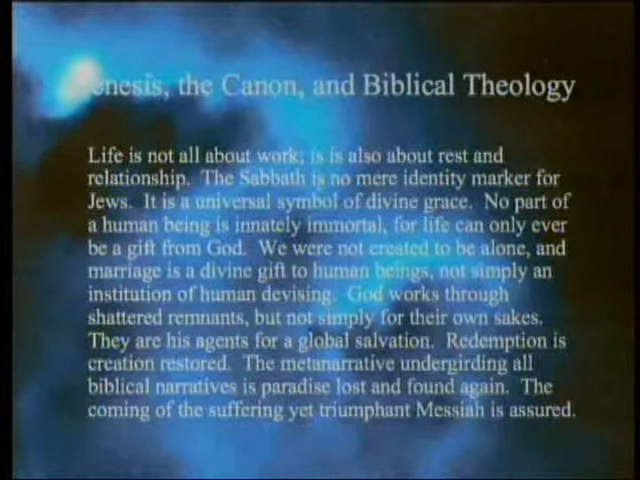 enesis, the Canon, and Biblical Theology
Life is not all about work; is is also about rest and
relationship. The Sabbath is no mere identity marker for
Jews. It is a universal symbol of divine grace. No part of
a human being is innately immortal, for life can only ever
be a gift from God. We were not created to be alone, and
marriage is a divine gift to human beings, not simply an
institution of human devising. God works through
shattered remnants, but not simply for their own sakes.
They are his agents for a global salvation. Redemption is
creation restored. The metanarrative undergirding all
biblical narratives is paradise lost and found again. The
coming of the suffering yet triumphant Messiah is assured.